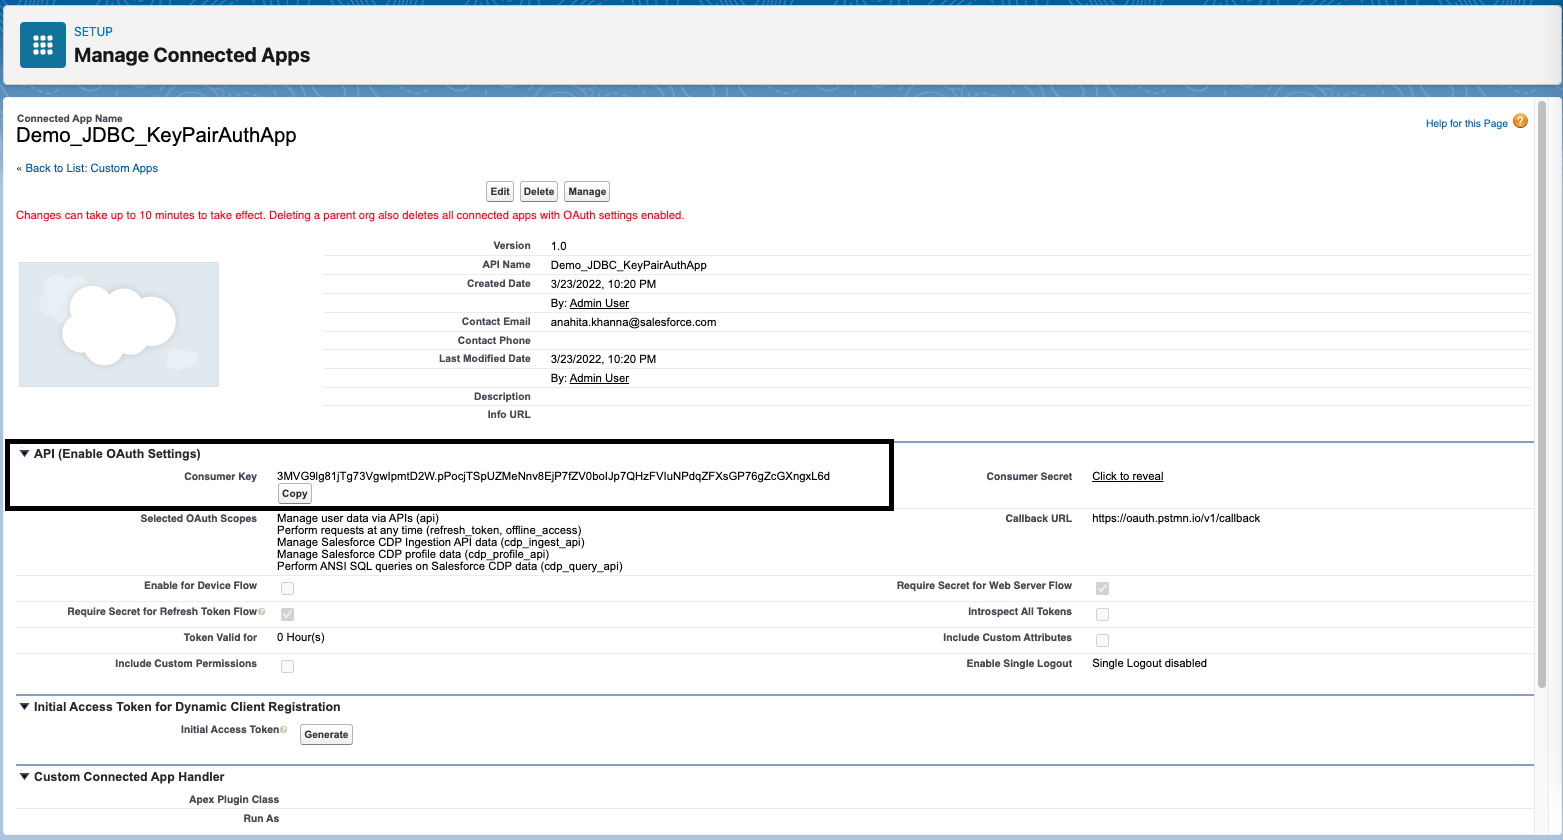 SETUP
Manage Connected Apps
Connected App Name
Demo_JDBC_KeyPairAuthApp
Help for this Page ?
« Back to List: Custom Apps
Edit Delete Manage
Changes can take up to 10 minutes to take effect. Deleting a parent org also deletes all connected apps with OAuth settings enabled.
Version 1.0
API Name Demo_JDBC_KeyPairAuthApp
Created Date 3/23/2022, 10:20 PM
By: Admin User
Contact Email anahita.khanna@salesforce.com
Contact Phone
Last Modified Date 3/23/2022, 10:20 PM
By: Admin User
Description
Info URL
API (Enable OAuth Settings)
Consumer Key 3MVG9lg81jTg73VgwIpmtD2W.pPocjTSpUZMeNnv8EjP7fZV0boIJp7QHzFVluNPdqZFXsGP76gZcGXngxL6d
Copy
Consumer Secret Click to reveal
Selected OAuth Scopes Manage user data via APIs (api)
Perform requests at any time (refresh_token, offline_access)
Manage Salesforce CDP Ingestion API data (cdp_ingest_api)
Manage Salesforce CDP profile data (cdp_profile_api)
Perform ANSI SQL queries on Salesforce CDP data (cdp_query_api)
Callback URL https://oauth.pstmn.io/v1/callback
Enable for Device Flow
Require Secret for Web Server Flow
Require Secret for Refresh Token Flow
Introspect All Tokens
Token Valid for 0 Hour(s)
Include Custom Attributes
Include Custom Permissions
Enable Single Logout Single Logout disabled
Initial Access Token for Dynamic Client Registration
Initial Access Token Generate
Custom Connected App Handler
Apex Plugin Class
Run As